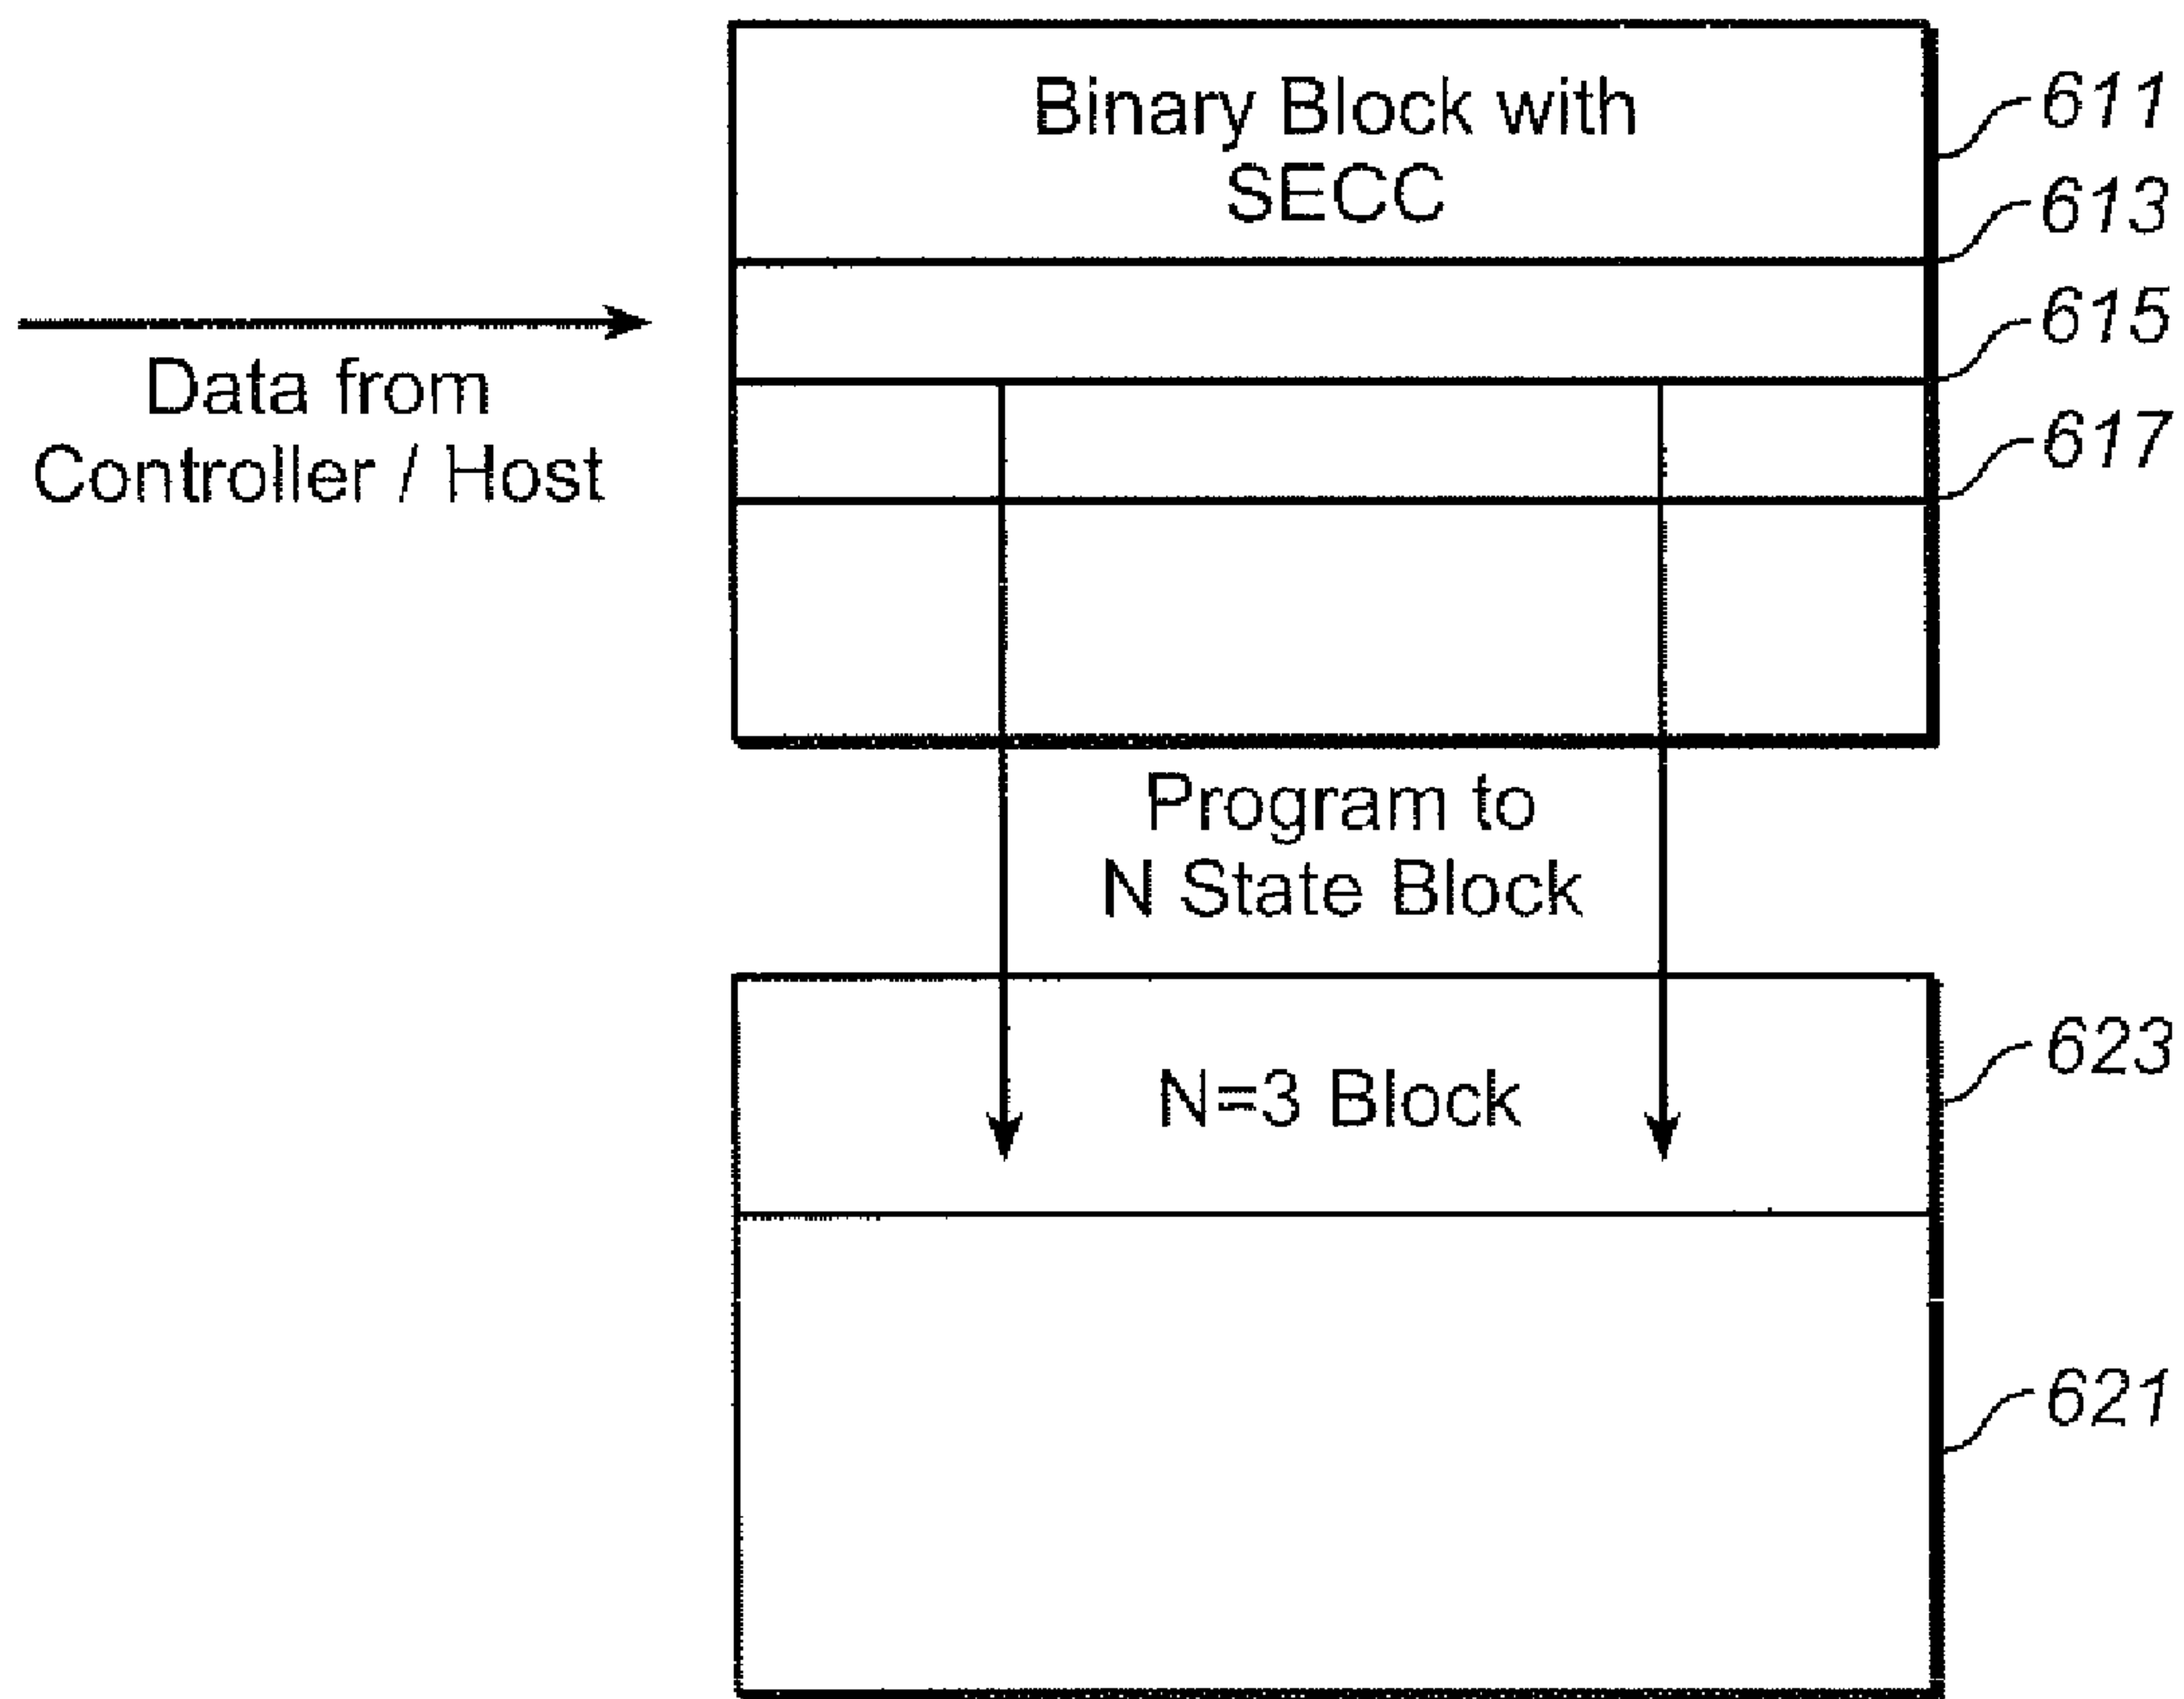 Binary Block with
SECC
611
613
615
617
Data from
Controller / Host
Program to
N State Block
N=3 Block
623
621